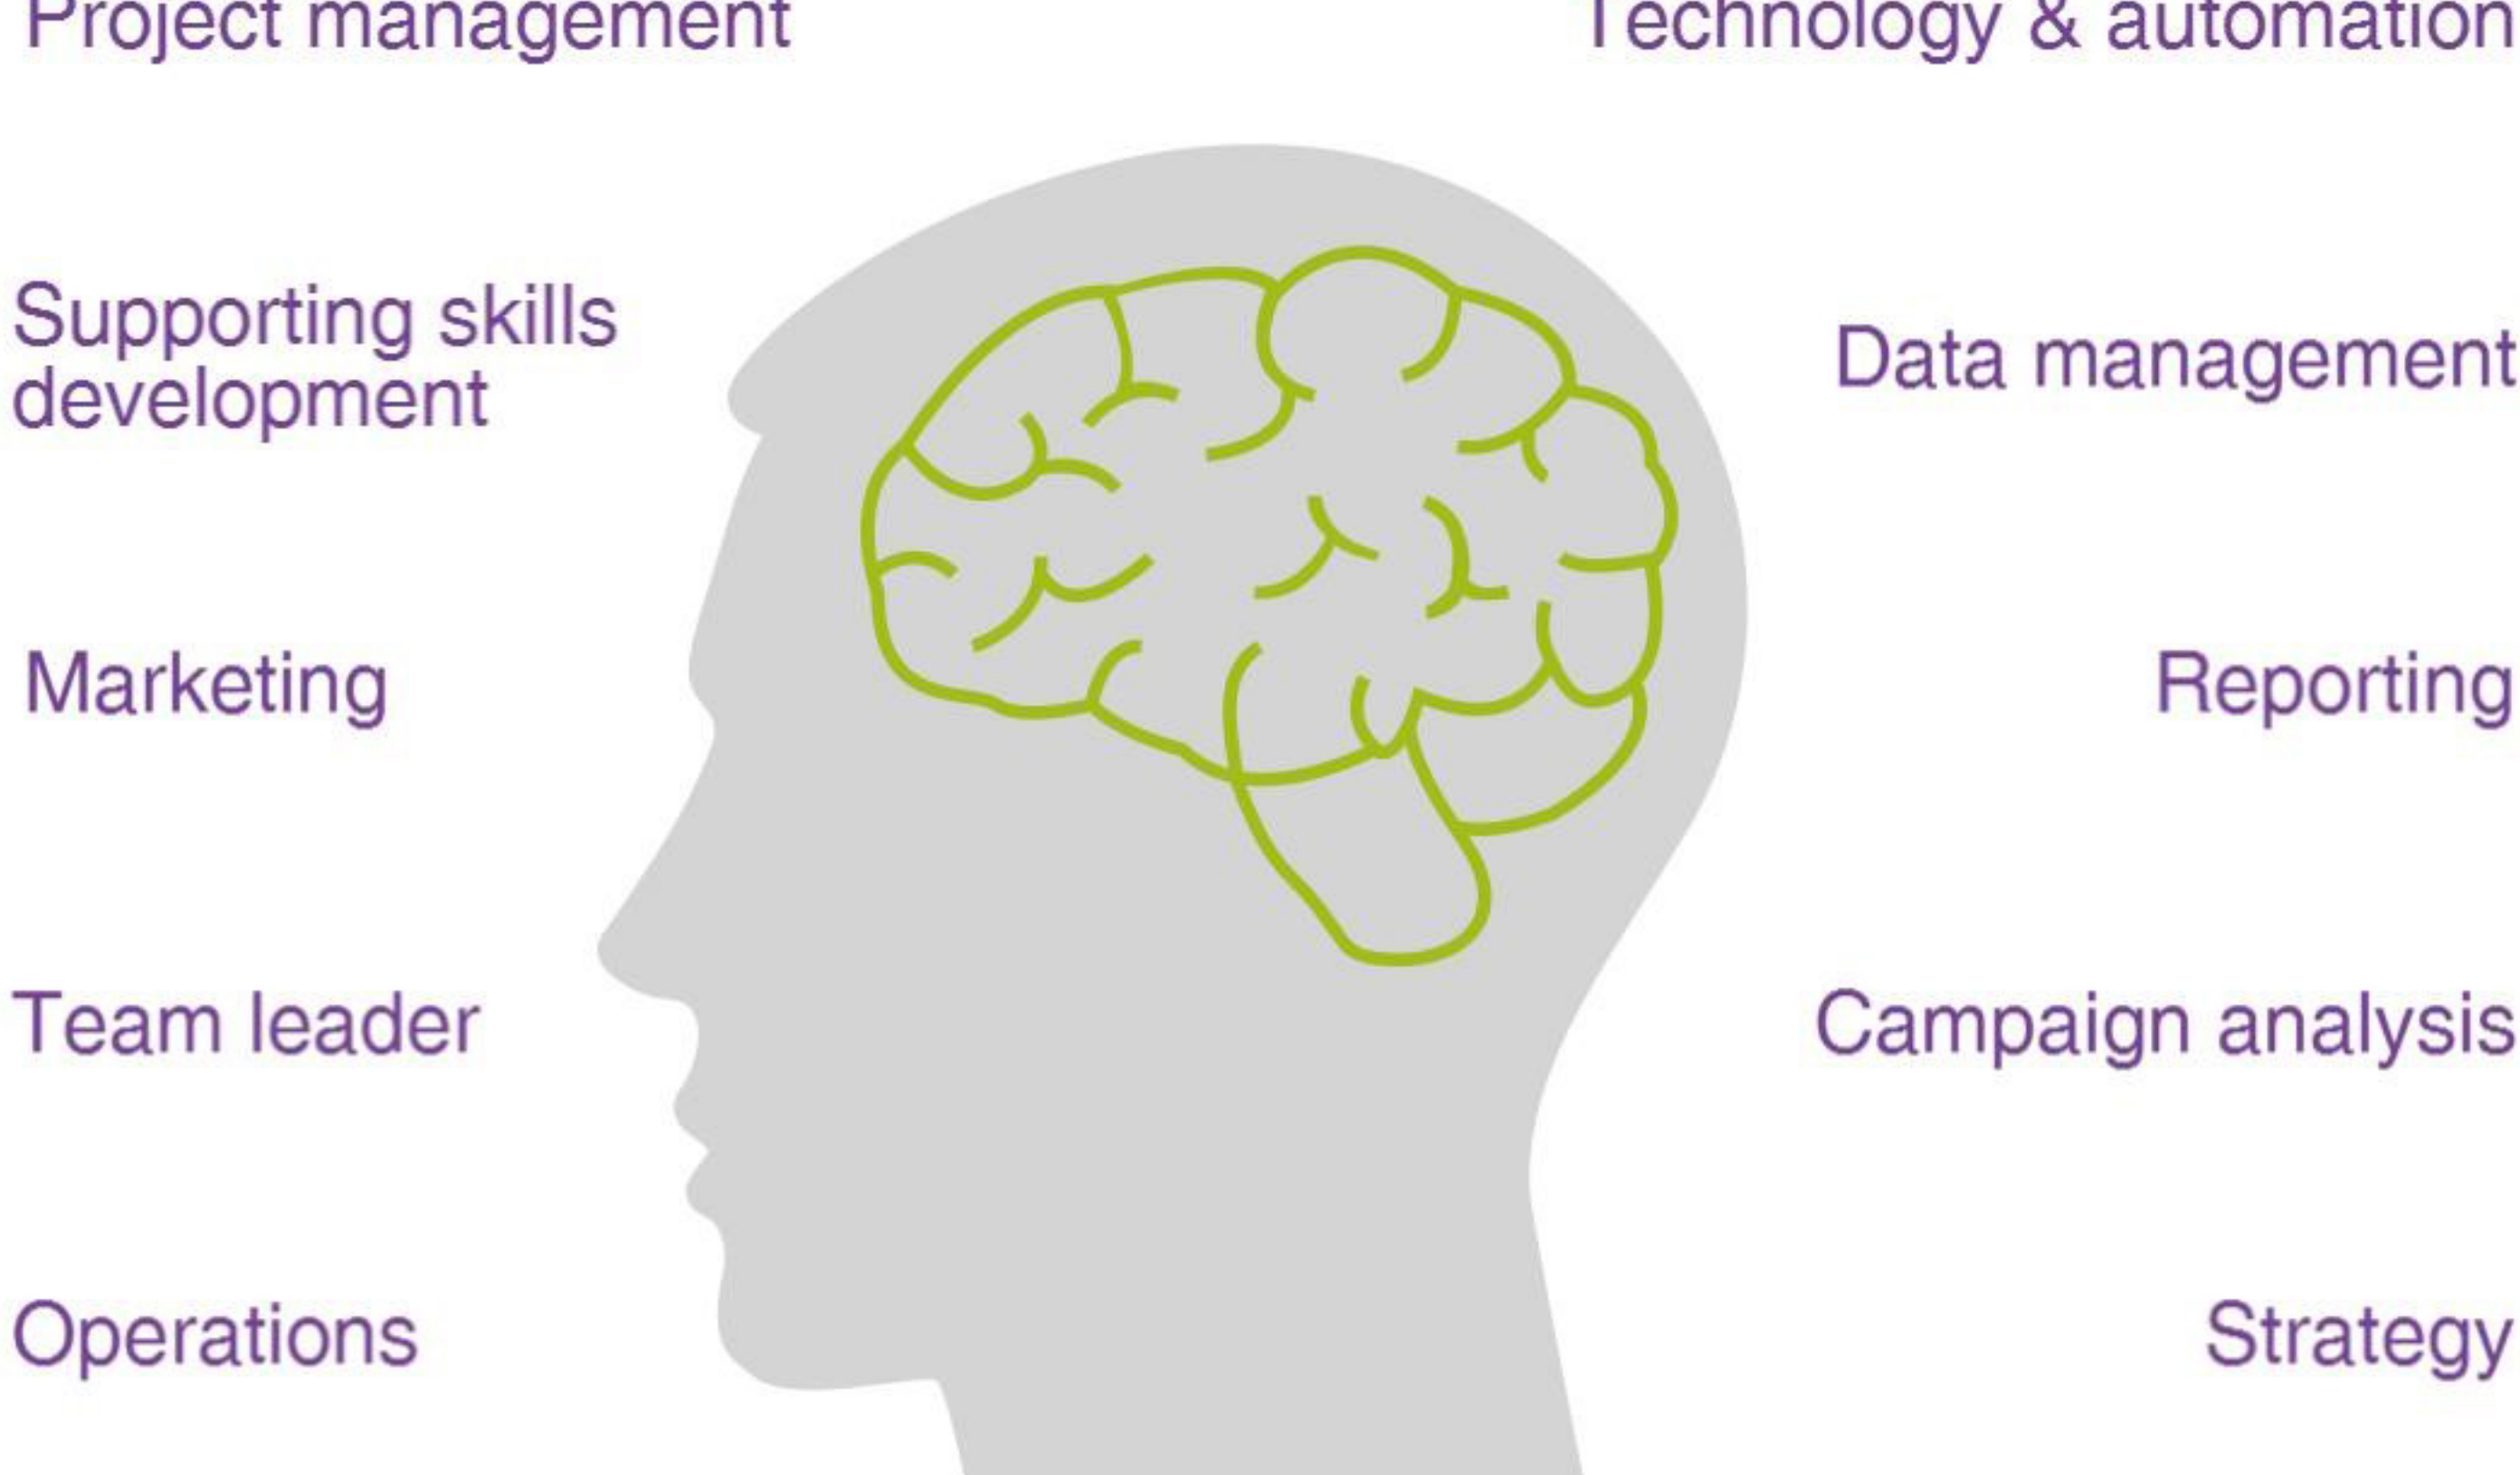 Project management
Technology & automation
Supporting skills
development
Data management
Marketing
Reporting
Team leader
Campaign analysis
Operations
Strategy